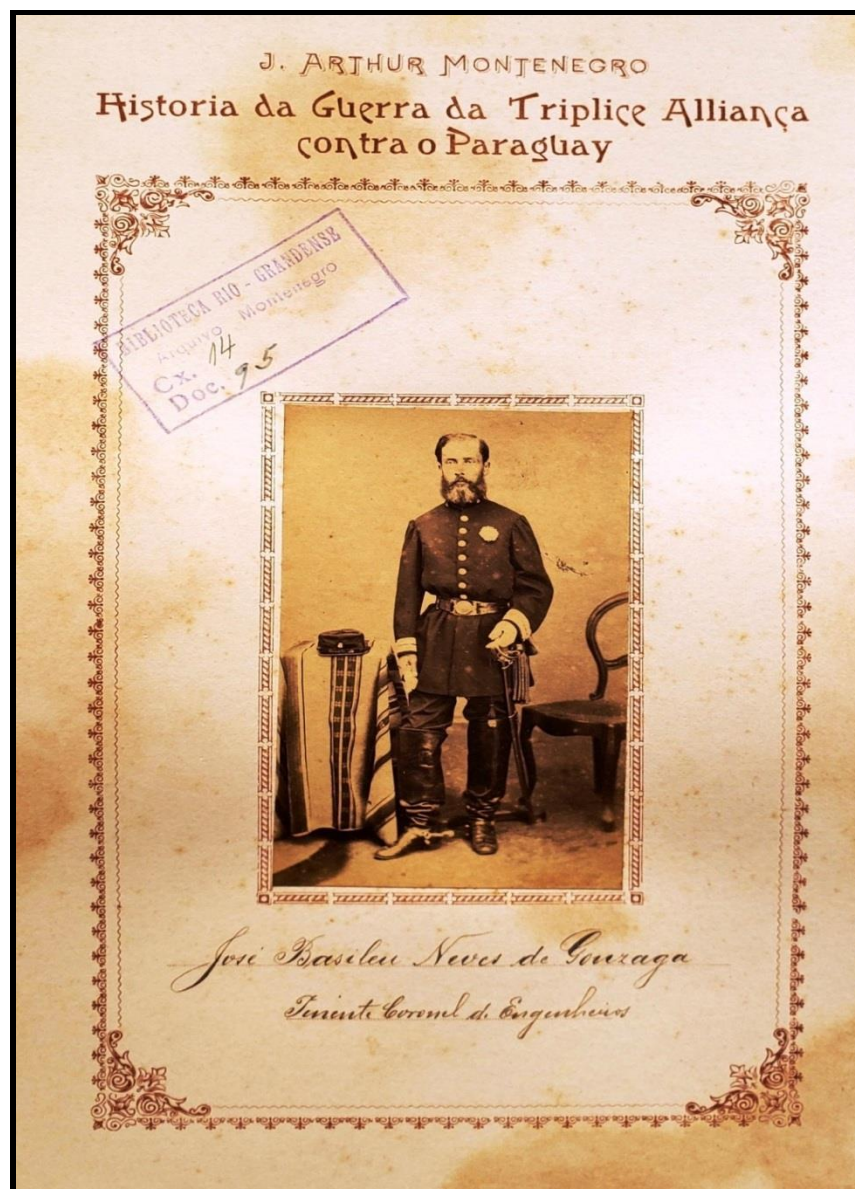 J. ARTHUR MONTENEGRO
Historia da Guerra da Triplice Alliança
contra o Paraguay
BIBLIOTECA RIO-GRANDENSE
Arquivo Montenegro
Cx. 14
Doc. 95
José Basileu Neves de Gonzaga
Tenente Coronel de Engenheiros